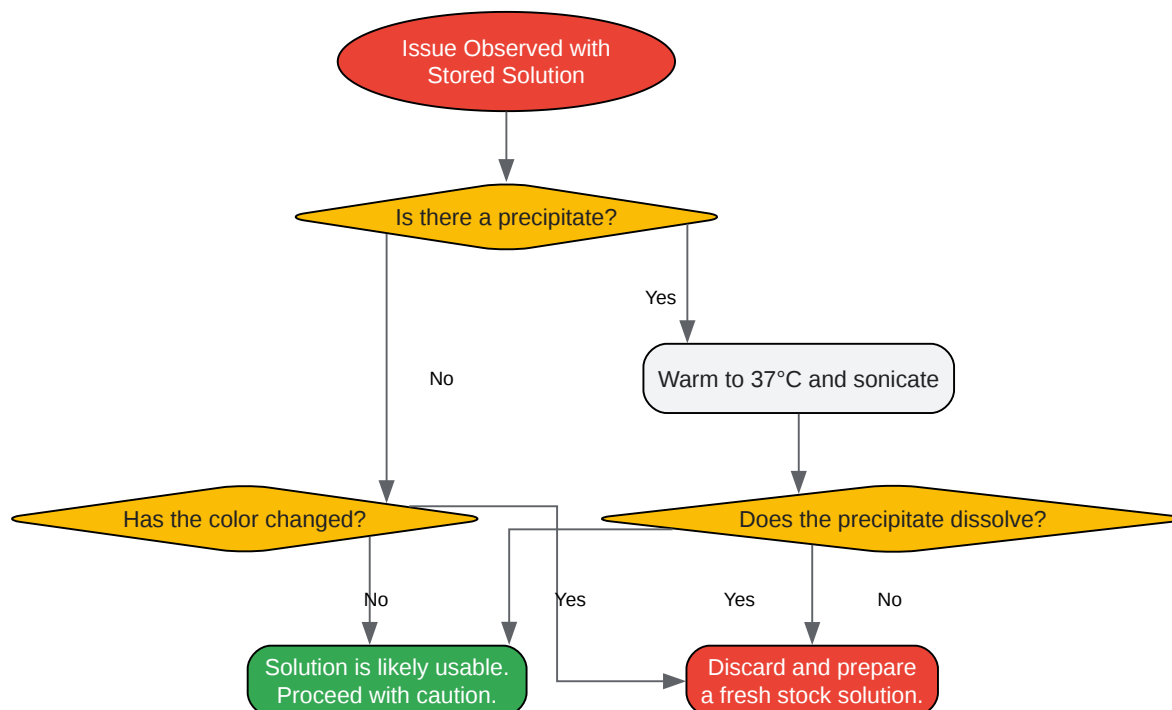 Issue Observed with
Stored Solution
Is there a precipitate?
Yes
No
Warm to 37°C and sonicate
Has the color changed?
Does the precipitate dissolve?
No
Yes
Yes
No
Solution is likely usable.
Proceed with caution.
Discard and prepare
a fresh stock solution.